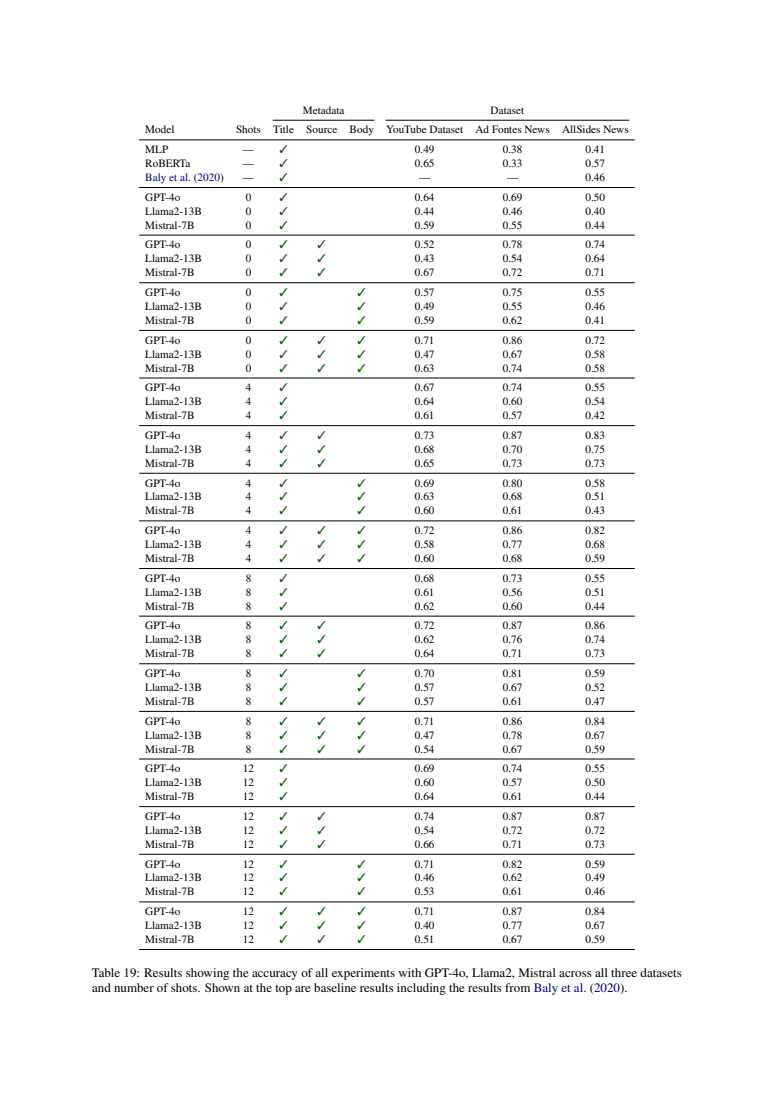 Metadata Dataset
Model Shots Title Source Body YouTube Dataset Ad Fontes News AllSides News
MLP — ✓ 0.49 0.38 0.41
RoBERTa — ✓ 0.65 0.33 0.57
Baly et al. (2020) — ✓ — — 0.46
GPT-4o 0 ✓ 0.64 0.69 0.50
Llama2-13B 0 ✓ 0.44 0.46 0.40
Mistral-7B 0 ✓ 0.59 0.55 0.44
GPT-4o 0 ✓ ✓ 0.52 0.78 0.74
Llama2-13B 0 ✓ ✓ 0.43 0.54 0.64
Mistral-7B 0 ✓ ✓ 0.67 0.72 0.71
GPT-4o 0 ✓ ✓ 0.57 0.75 0.55
Llama2-13B 0 ✓ ✓ 0.49 0.55 0.46
Mistral-7B 0 ✓ ✓ 0.59 0.62 0.41
GPT-4o 0 ✓ ✓ ✓ 0.71 0.86 0.72
Llama2-13B 0 ✓ ✓ ✓ 0.47 0.67 0.58
Mistral-7B 0 ✓ ✓ ✓ 0.63 0.74 0.58
GPT-4o 4 ✓ 0.67 0.74 0.55
Llama2-13B 4 ✓ 0.64 0.60 0.54
Mistral-7B 4 ✓ 0.61 0.57 0.42
GPT-4o 4 ✓ ✓ 0.73 0.87 0.83
Llama2-13B 4 ✓ ✓ 0.68 0.70 0.75
Mistral-7B 4 ✓ ✓ 0.65 0.73 0.73
GPT-4o 4 ✓ ✓ 0.69 0.80 0.58
Llama2-13B 4 ✓ ✓ 0.63 0.68 0.51
Mistral-7B 4 ✓ ✓ 0.60 0.61 0.43
GPT-4o 4 ✓ ✓ ✓ 0.72 0.86 0.82
Llama2-13B 4 ✓ ✓ ✓ 0.58 0.77 0.68
Mistral-7B 4 ✓ ✓ ✓ 0.60 0.68 0.59
GPT-4o 8 ✓ 0.68 0.73 0.55
Llama2-13B 8 ✓ 0.61 0.56 0.51
Mistral-7B 8 ✓ 0.62 0.60 0.44
GPT-4o 8 ✓ ✓ 0.72 0.87 0.86
Llama2-13B 8 ✓ ✓ 0.62 0.76 0.74
Mistral-7B 8 ✓ ✓ 0.64 0.71 0.73
GPT-4o 8 ✓ ✓ 0.70 0.81 0.59
Llama2-13B 8 ✓ ✓ 0.57 0.67 0.52
Mistral-7B 8 ✓ ✓ 0.57 0.61 0.47
GPT-4o 8 ✓ ✓ ✓ 0.71 0.86 0.84
Llama2-13B 8 ✓ ✓ ✓ 0.47 0.78 0.67
Mistral-7B 8 ✓ ✓ ✓ 0.54 0.67 0.59
GPT-4o 12 ✓ 0.69 0.74 0.55
Llama2-13B 12 ✓ 0.60 0.57 0.50
Mistral-7B 12 ✓ 0.64 0.61 0.44
GPT-4o 12 ✓ ✓ 0.74 0.87 0.87
Llama2-13B 12 ✓ ✓ 0.54 0.72 0.72
Mistral-7B 12 ✓ ✓ 0.66 0.71 0.73
GPT-4o 12 ✓ ✓ 0.71 0.82 0.59
Llama2-13B 12 ✓ ✓ 0.46 0.62 0.49
Mistral-7B 12 ✓ ✓ 0.53 0.61 0.46
GPT-4o 12 ✓ ✓ ✓ 0.71 0.87 0.84
Llama2-13B 12 ✓ ✓ ✓ 0.40 0.77 0.67
Mistral-7B 12 ✓ ✓ ✓ 0.51 0.67 0.59
Table 19: Results showing the accuracy of all experiments with GPT-4o, Llama2, Mistral across all three datasets
and number of shots. Shown at the top are baseline results including the results from Baly et al. (2020).